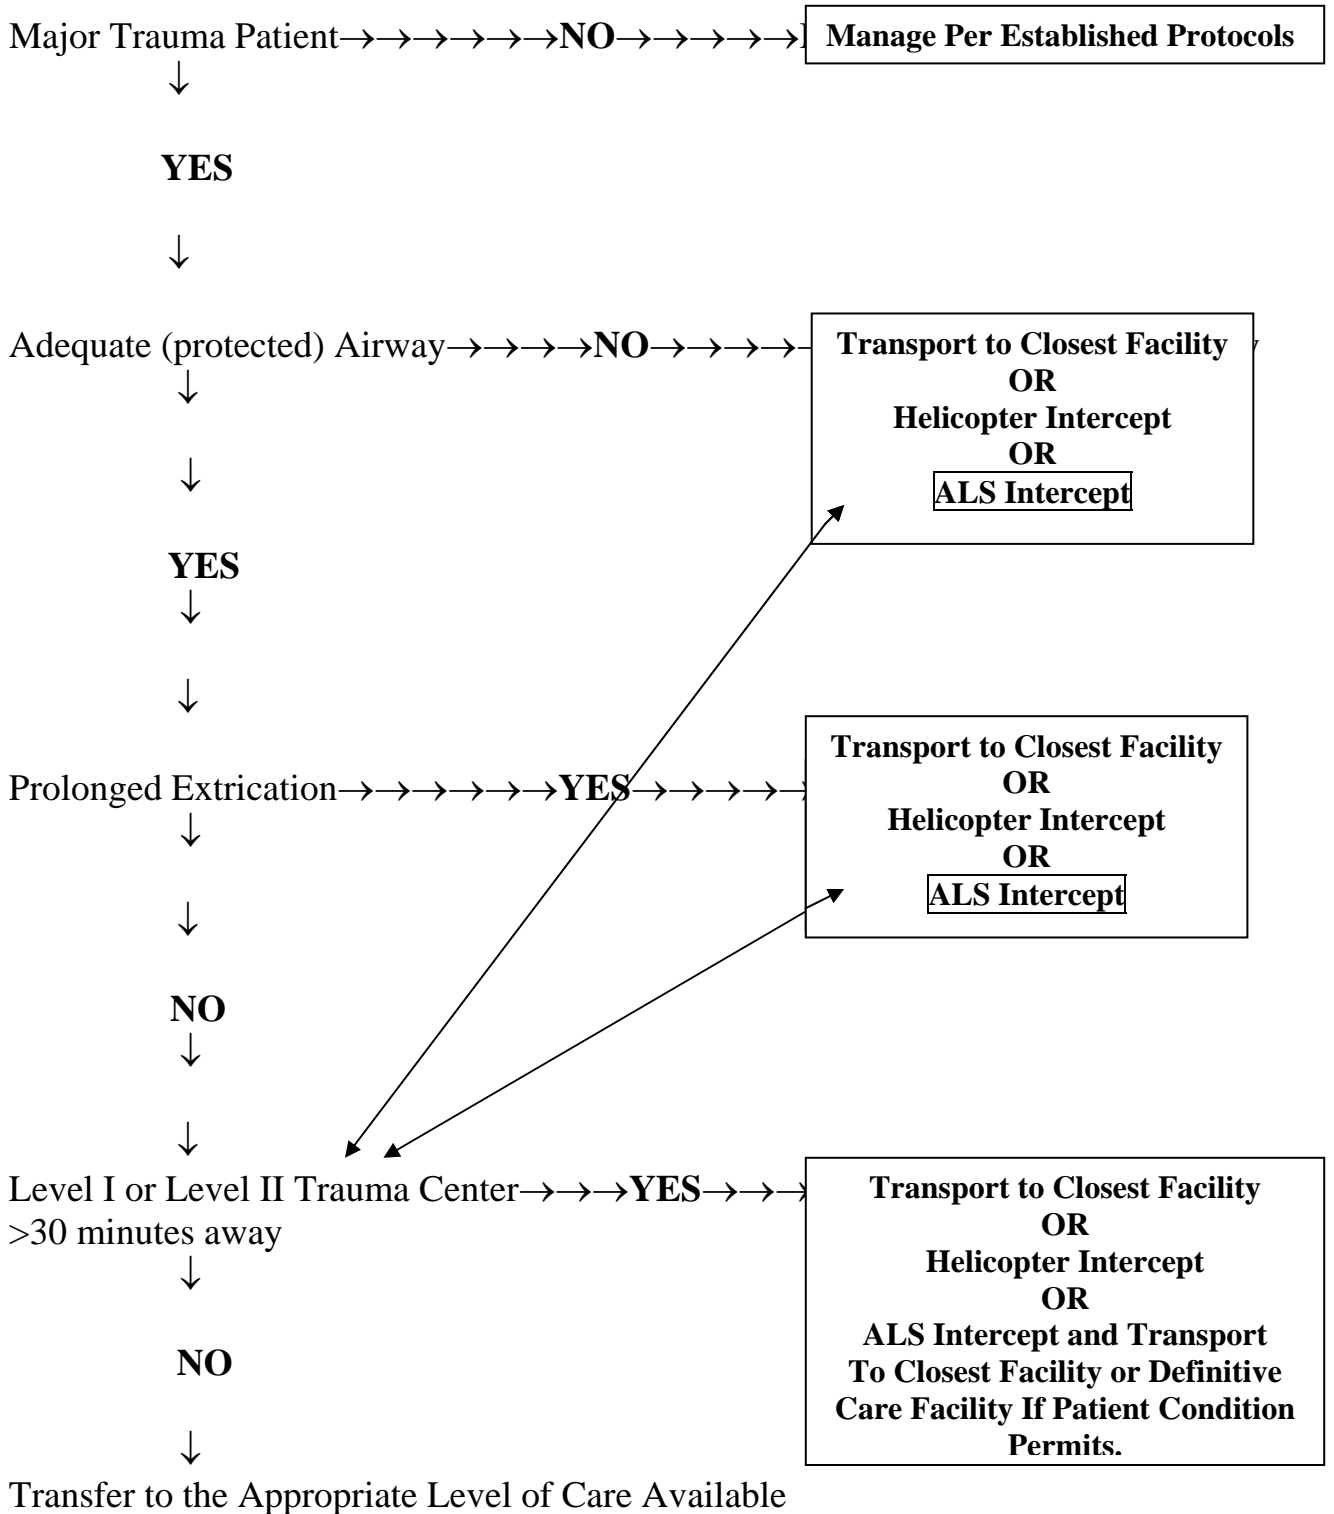 Major Trauma Patient→→→→→→NO→→→→→ Manage Per Established Protocols
↓
YES
↓
Adequate (protected) Airway→→→→NO→→→→→ Transport to Closest Facility
OR
↓
Helicopter Intercept
OR
↓
ALS Intercept
YES
↓
↓
Transport to Closest Facility
Prolonged Extrication→→→→→→YES→→→→→ OR
↓
Helicopter Intercept
OR
↓
ALS Intercept
NO
↓
↓
Level I or Level II Trauma Center→→→YES→→→ Transport to Closest Facility
>30 minutes away
OR
↓
Helicopter Intercept
OR
ALS Intercept and Transport
NO
To Closest Facility or Definitive
Care Facility If Patient Condition
↓
Permits.
Transfer to the Appropriate Level of Care Available